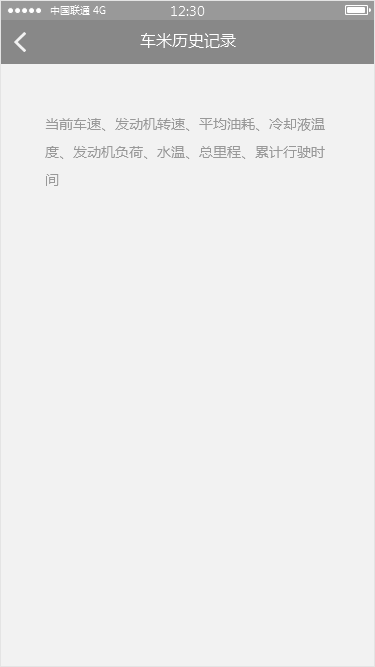 中国联通 4G 12:30
车米历史记录
当前车速、发动机转速、平均油耗、冷却液温
度、发动机负荷、水温、总里程、累计行驶时
间